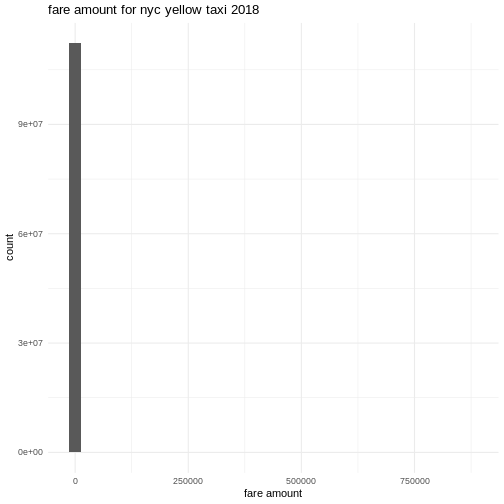 fare amount for nyc yellow taxi 2018
9e+07
6e+07
3e+07
0e+00
count
0
250000
500000
750000
fare amount